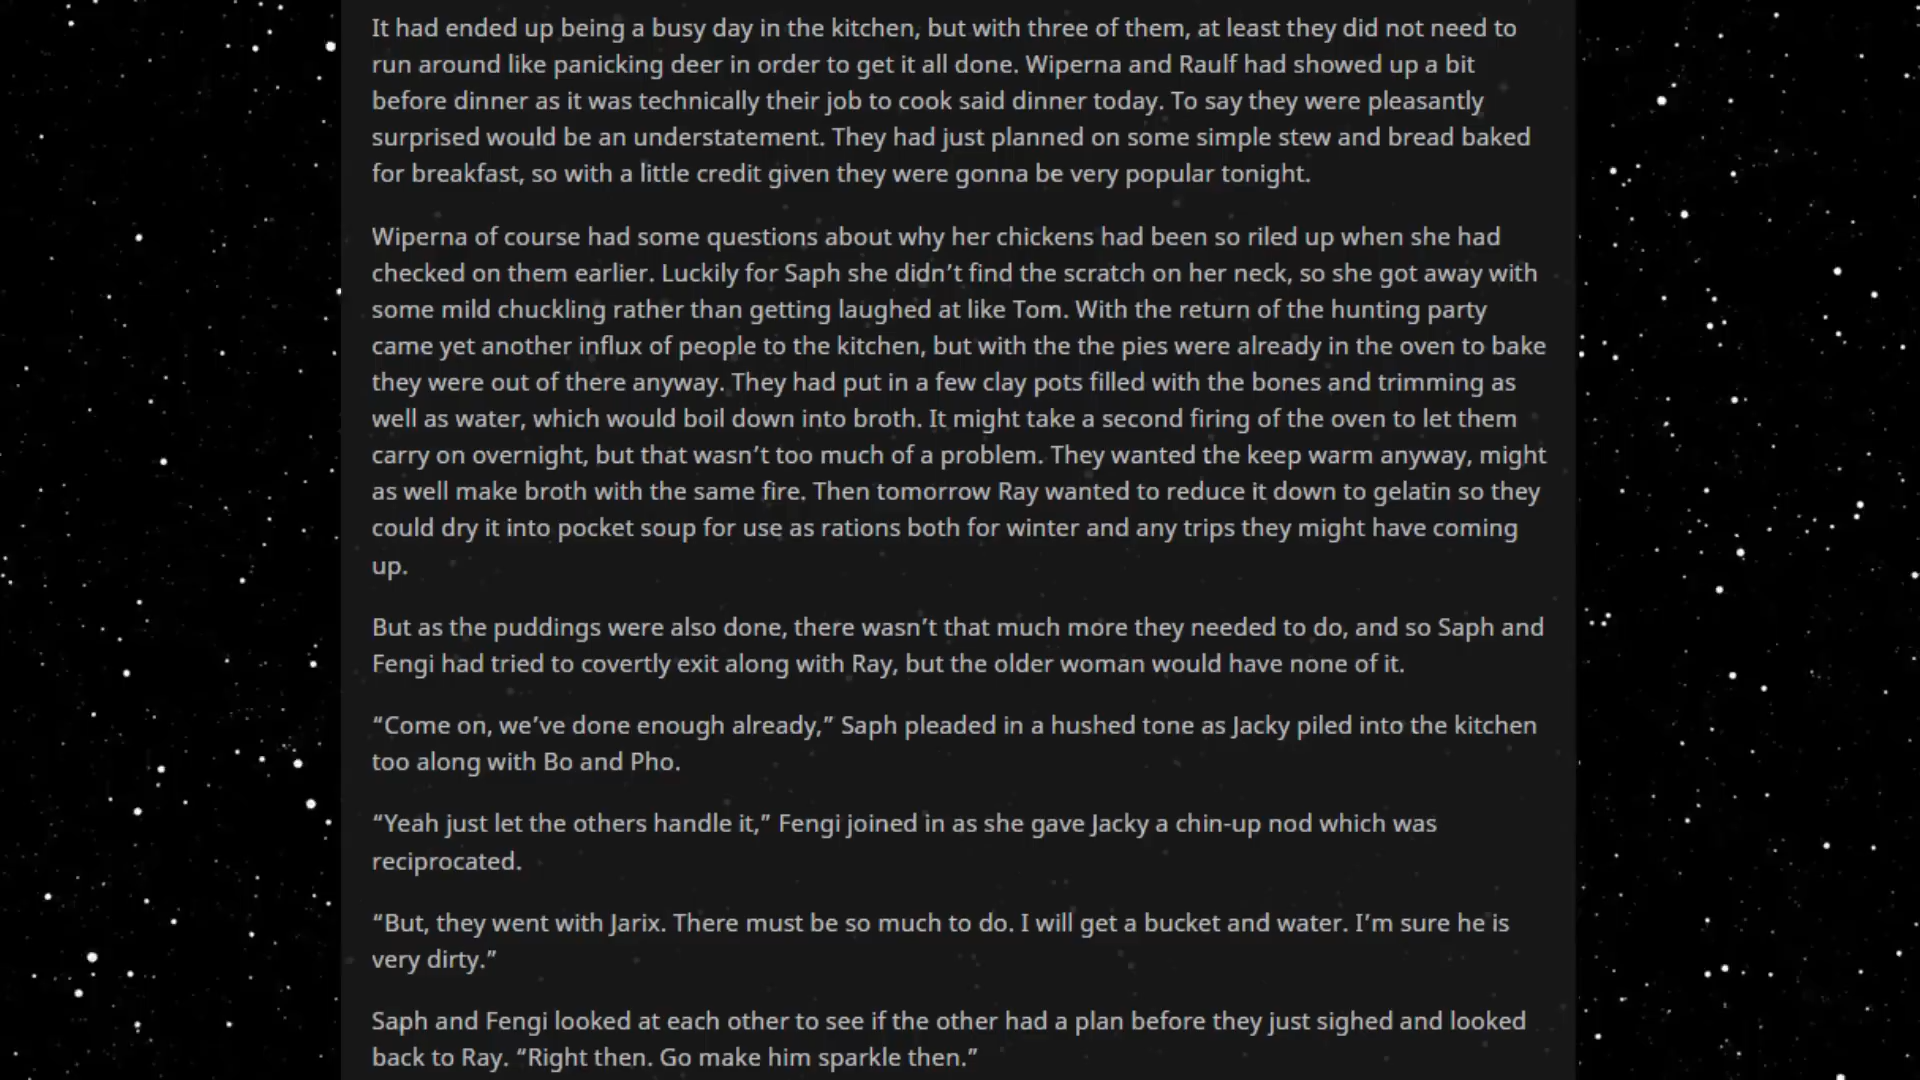 It had ended up being a busy day in the kitchen, but with three of them, at least they did not need to
run around like panicking deer in order to get it all done. Wiperna and Raulf had showed up a bit
before dinner as it was technically their job to cook said dinner today. To say they were pleasantly
surprised would be an understatement. They had just planned on some simple stew and bread baked
for breakfast, so with a little credit given they were gonna be very popular tonight.
Wiperna of course had some questions about why her chickens had been so riled up when she had
checked on them earlier. Luckily for Saph she didn’t find the scratch on her neck, so she got away with
some mild chuckling rather than getting laughed at like Tom. With the return of the hunting party
came yet another influx of people to the kitchen, but with the the pies were already in the oven to bake
they were out of there anyway. They had put in a few clay pots filled with the bones and trimming as
well as water, which would boil down into broth. It might take a second firing of the oven to let them
carry on overnight, but that wasn’t too much of a problem. They wanted the keep warm anyway, might
as well make broth with the same fire. Then tomorrow Ray wanted to reduce it down to gelatin so they
could dry it into pocket soup for use as rations both for winter and any trips they might have coming
up.
But as the puddings were also done, there wasn’t that much more they needed to do, and so Saph and
Fengi had tried to covertly exit along with Ray, but the older woman would have none of it.
“Come on, we’ve done enough already,” Saph pleaded in a hushed tone as Jacky piled into the kitchen
too along with Bo and Pho.
“Yeah just let the others handle it,” Fengi joined in as she gave Jacky a chin-up nod which was
reciprocated.
“But, they went with Jarix. There must be so much to do. I will get a bucket and water. I’m sure he is
very dirty.”
Saph and Fengi looked at each other to see if the other had a plan before they just sighed and looked
back to Ray. “Right then. Go make him sparkle then.”